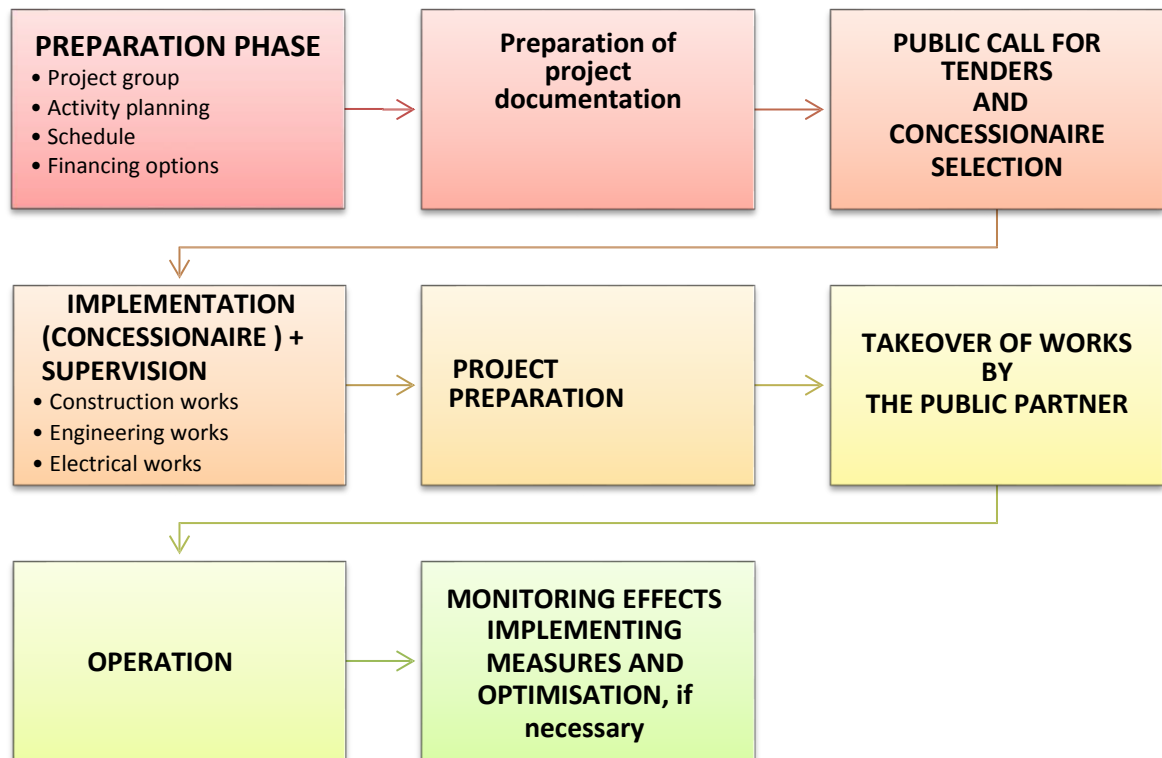 PREPARATION PHASE
• Project group
• Activity planning
• Schedule
• Financing options
Preparation of
project
documentation
PUBLIC CALL FOR
TENDERS
AND
CONCESSIONAIRE
SELECTION
IMPLEMENTATION
(CONCESSIONAIRE ) +
SUPERVISION
• Construction works
• Engineering works
• Electrical works
PROJECT
PREPARATION
TAKEOVER OF WORKS
BY
THE PUBLIC PARTNER
OPERATION
MONITORING EFFECTS
IMPLEMENTING
MEASURES AND
OPTIMISATION, if
necessary